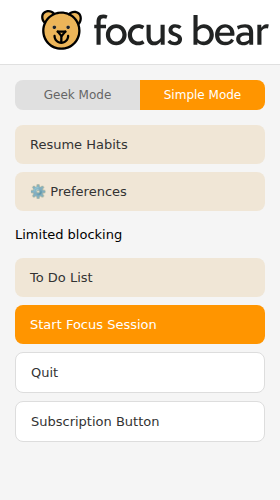 focus bear
Geek Mode Simple Mode
Resume Habits
⚙️ Preferences
Limited blocking
To Do List
Start Focus Session
Quit
Subscription Button